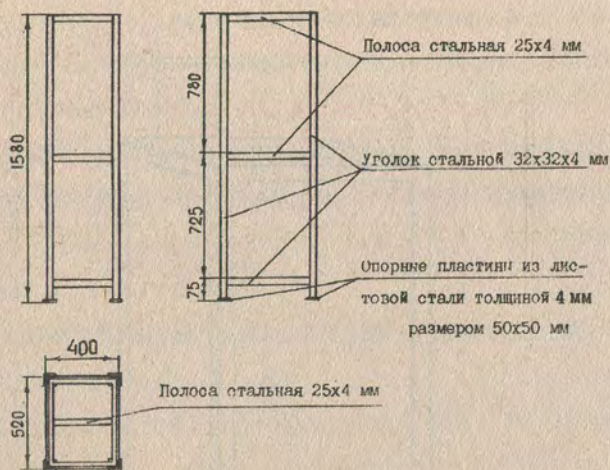 Полоса стальная 25х4 мм
780
1580
Уголок стальной 32х32х4 мм
725
Опорные пластины из лис-
75
товой стали толщиной 4 мм
размером 50х50 мм
400
Полоса стальная 25х4 мм
520